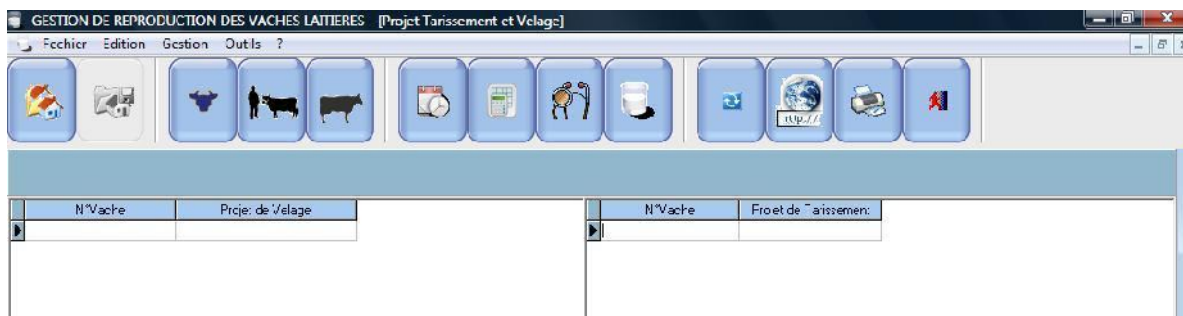 GESTION DE REPRODUCTION DES VACHES LAITIERES [Projet Tarissement et Velage]
Fechier Edition Gestion Outils ?
N°Vache Projet de Velage N°Vache Projet de Tarissement